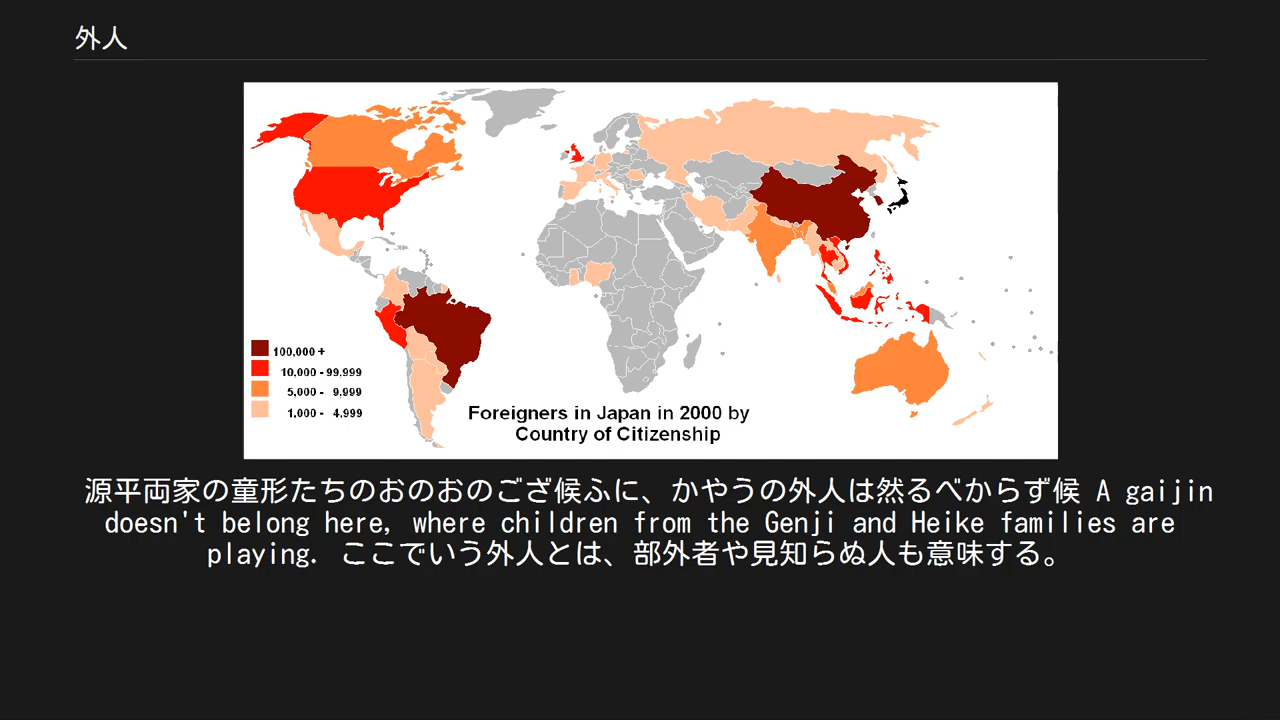 外人
100,000 +
10,000 - 99.999
5,000 - 9.999
1,000 - 4.999
Foreigners in Japan in 2000 by
Country of Citizenship
源平両家の童形たちのおのおのござ候ふに、かやうの外人は然るべからず候 A gaijin
doesn't belong here, where children from the Genji and Heike families are
playing. ここでいう外人とは、部外者や見知らぬ人も意味する。